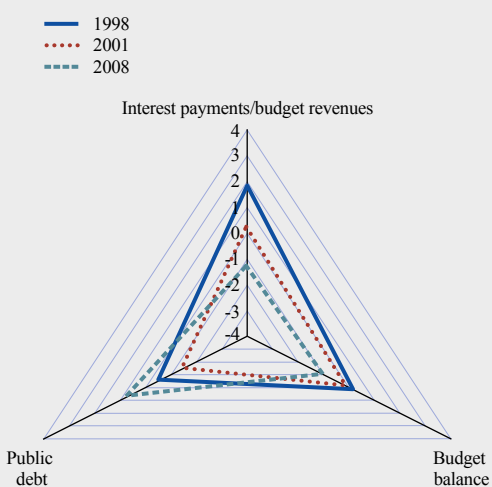 1998
2001
2008
Interest payments/budget revenues
4
3
2
1
0
-1
-2
-3
-4
Public
debt
Budget
balance